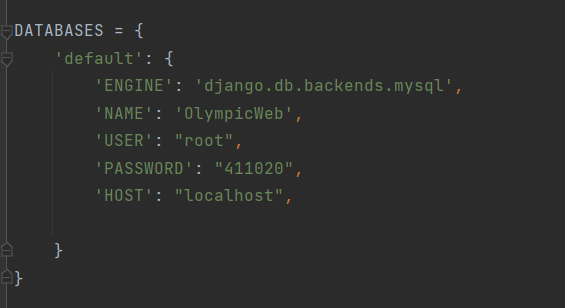 DATABASES = {
    'default': {
        'ENGINE': 'django.db.backends.mysql',
        'NAME': 'OlympicWeb',
        'USER': "root",
        'PASSWORD': "411020",
        'HOST': "localhost",
    }
}